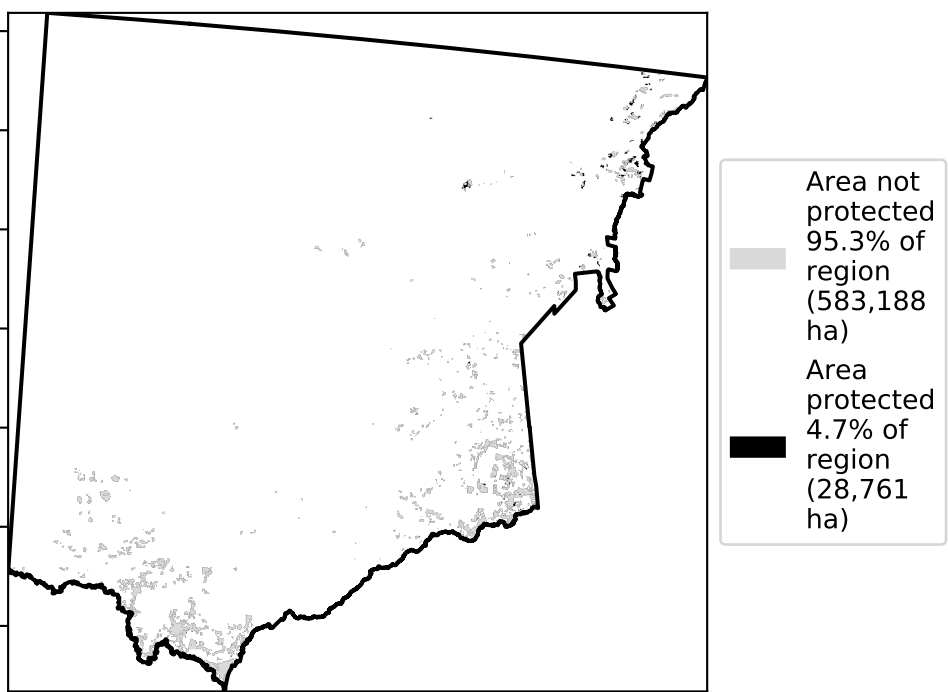 Area not
protected
95.3% of
region
(583,188
ha)
Area
protected
4.7% of
region
(28,761
ha)